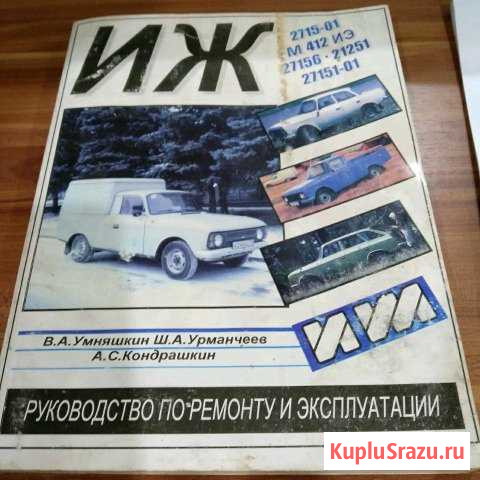 ИЖ
2715-01
М 412 ИЭ
27156 · 21251
27151-01
В.А.Умняшкин Ш.А.Урманчеев
А.С.Кондрашкин
РУКОВОДСТВО ПО РЕМОНТУ И ЭКСПЛУАТАЦИИ
KupluSrazu.ru